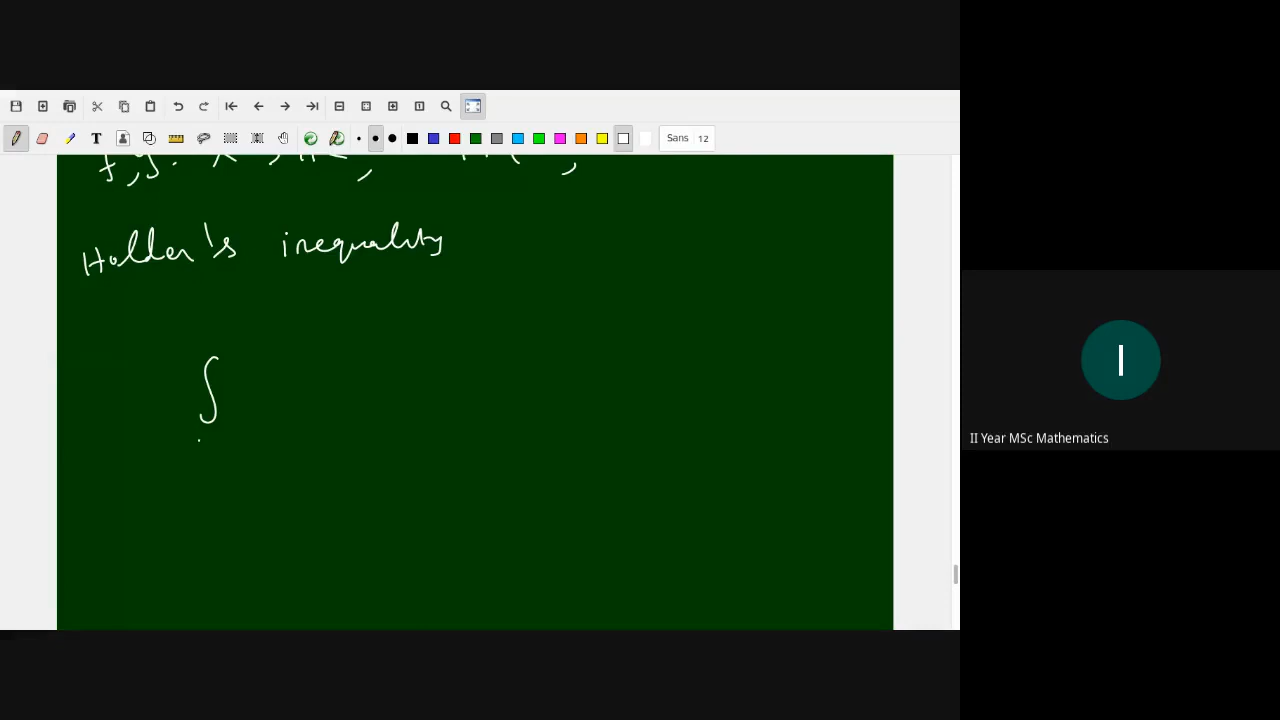 Sans 12
f, g : X
Holder's inequality
∫
I
II Year MSc Mathematics